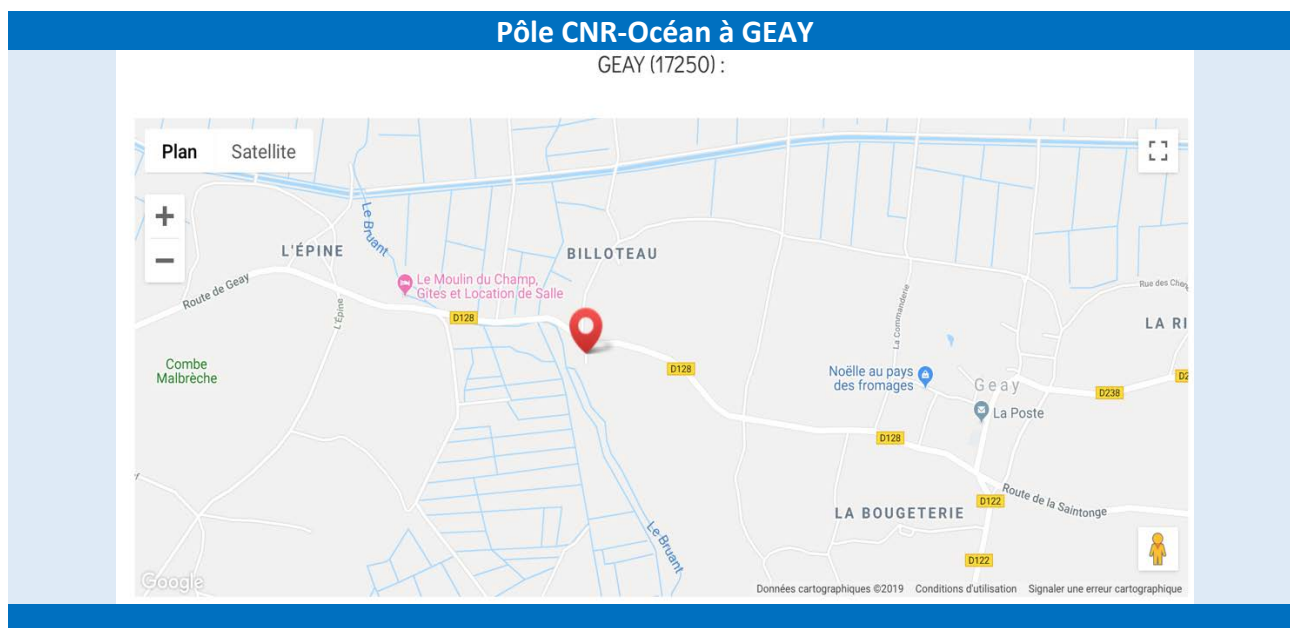 Pôle CNR-Océan à GEAY
GEAY (17250) :
Plan
Satellite
L'ÉPINE
Le Bruant
BILLOTEAU
Le Moulin du Champ,
Gîtes et Location de Salle
Route de Geay
L'Épine
D128
La Commanderie
LA RI
Combe
Malbrèche
D128
Noëlle au pays
des fromages
Geay
D238
La Poste
D128
D122
Route de la Saintonge
LA BOUGETERIE
Le Bruant
D122
Google
Données cartographiques ©2019
Conditions d'utilisation
Signaler une erreur cartographique